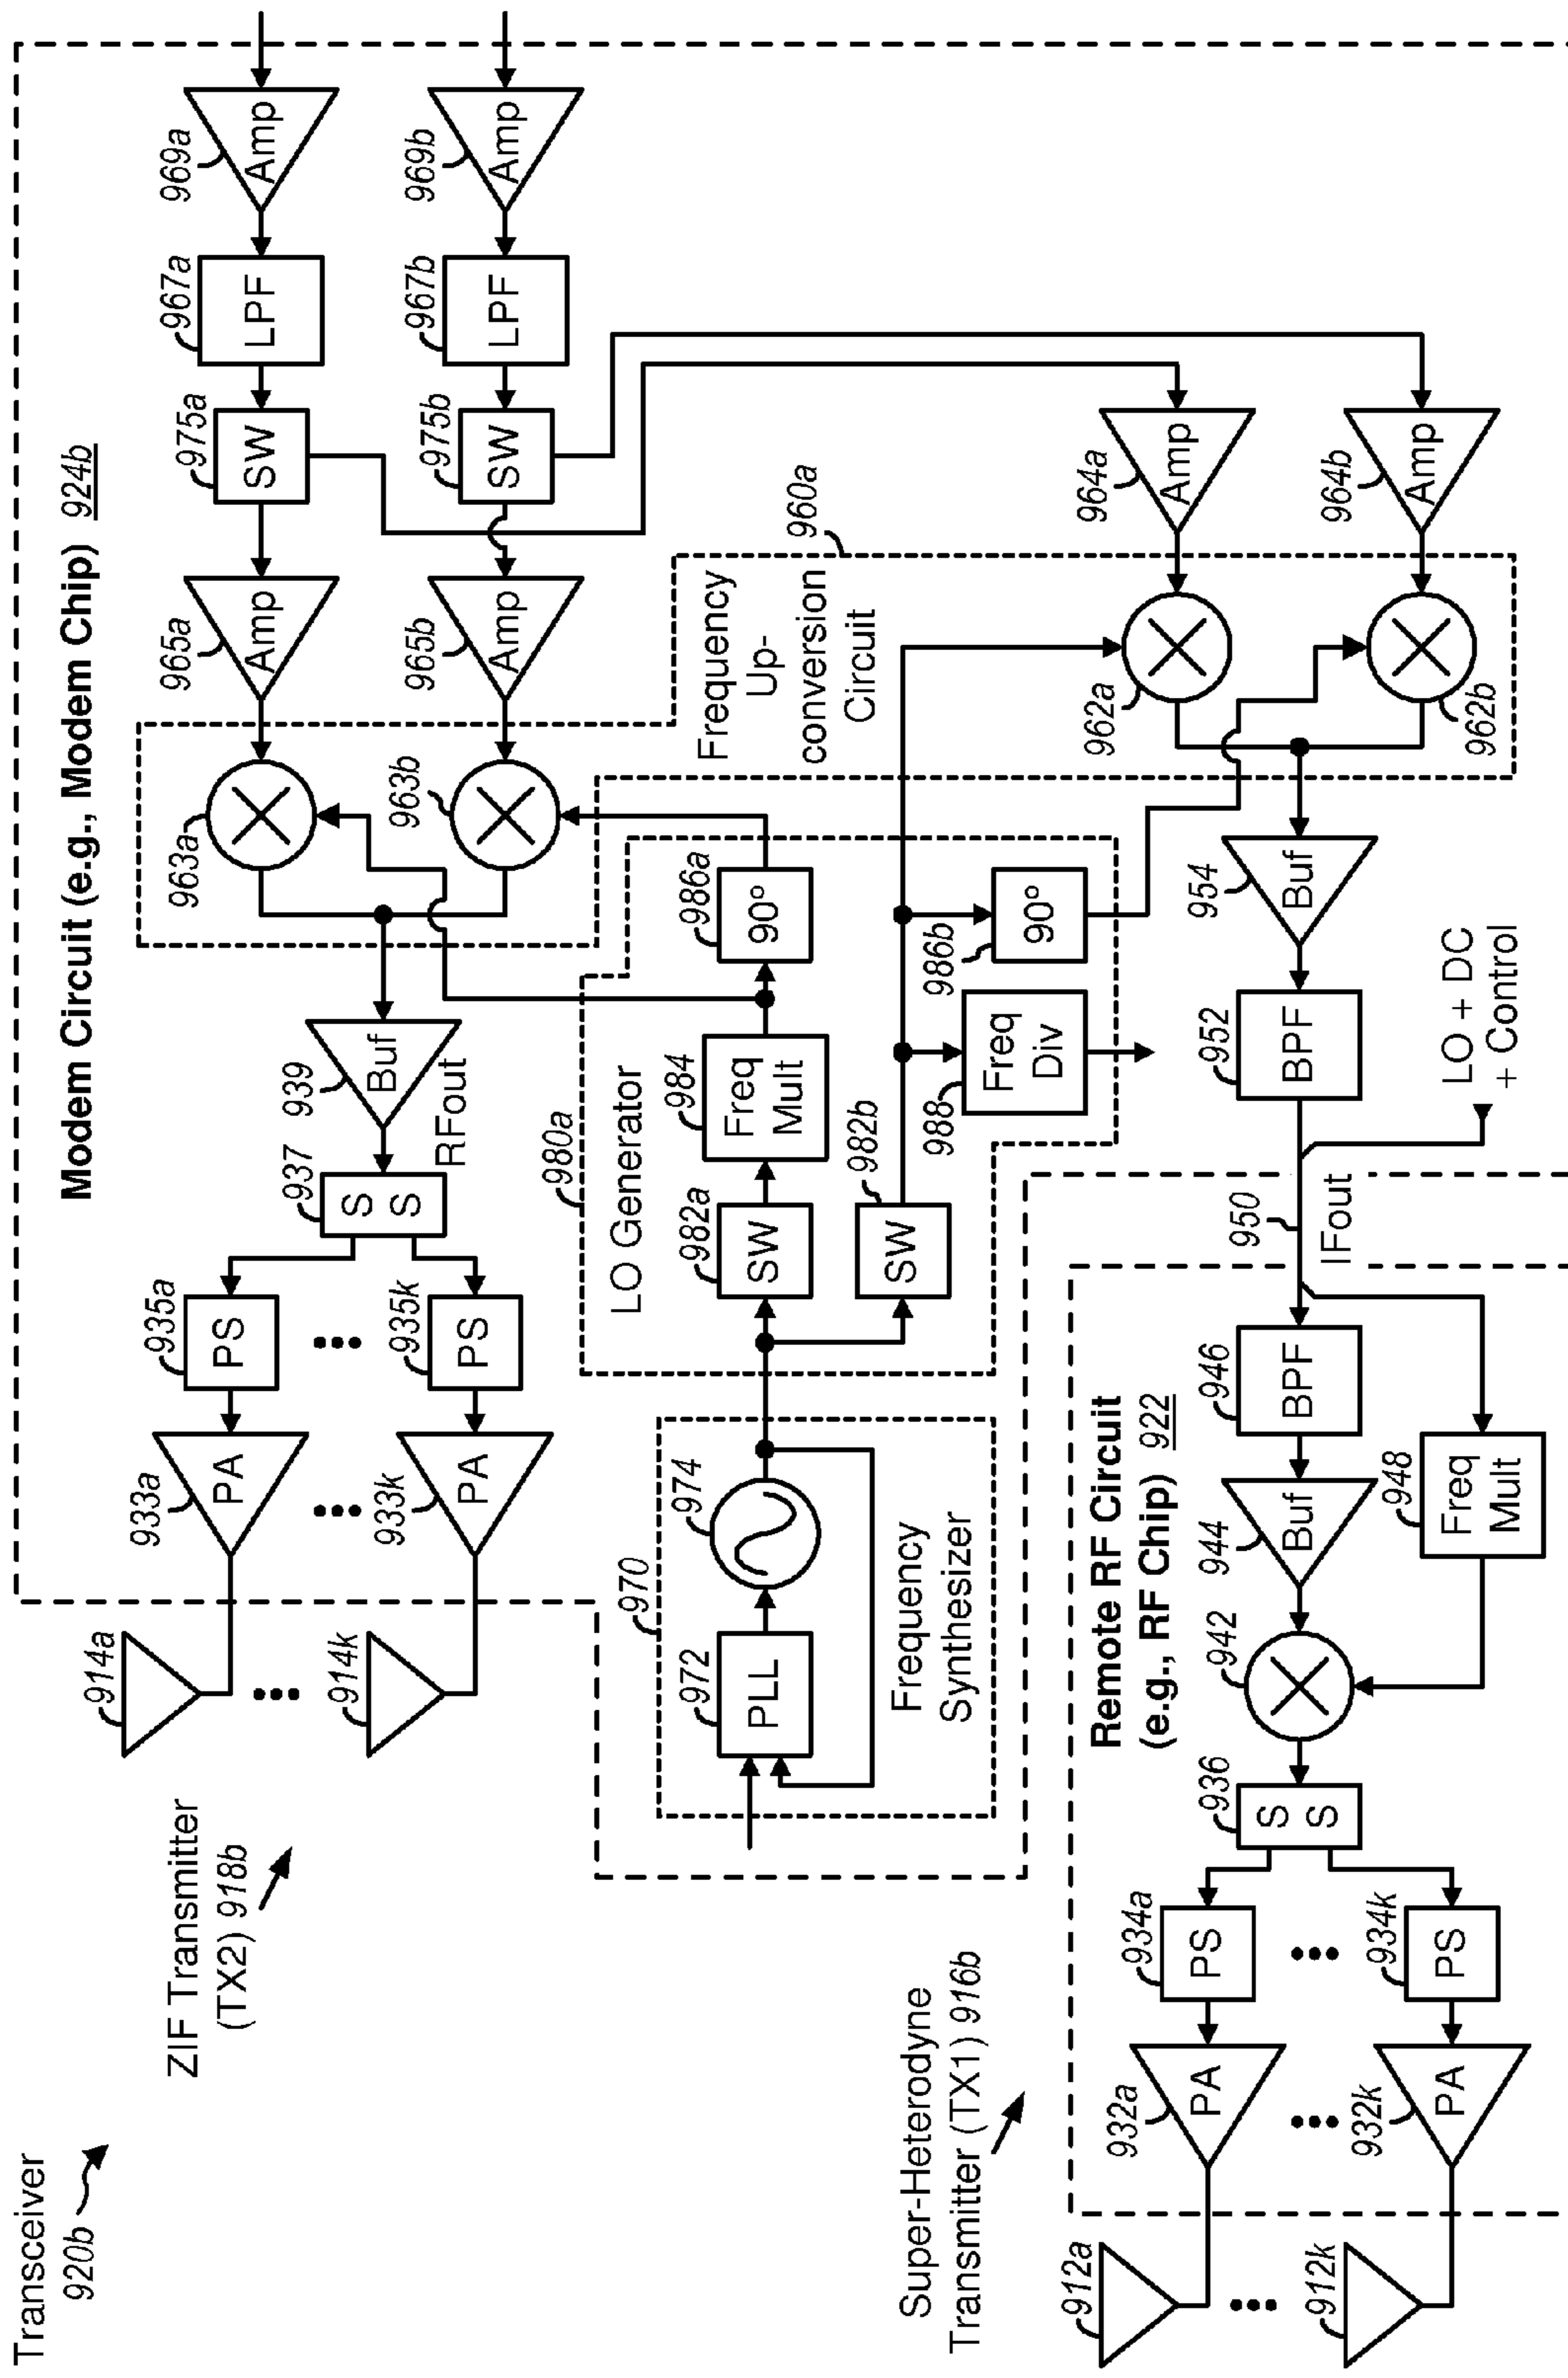 Transceiver
920b
ZIF Transmitter
(TX2) 918b
Modem Circuit (e.g., Modem Chip) 924b
914a
933a
PA
935a
PS
937
S
S
939
Buf
RFout
963a
965a
Amp
975a
SW
967a
LPF
969a
Amp
914k
933k
PA
935k
PS
963b
965b
Amp
975b
SW
967b
LPF
969b
Amp
970
972
PLL
974
Frequency
Synthesizer
980a
LO Generator
982a
SW
984
Freq
Mult
986a
90°
982b
SW
988
Freq
Div
986b
90°
960a
Frequency
Up-
conversion
Circuit
962a
964a
Amp
962b
964b
Amp
Super-Heterodyne
Transmitter (TX1) 916b
Remote RF Circuit
(e.g., RF Chip) 922
912a
932a
PA
934a
PS
936
S
S
942
944
Buf
946
BPF
950
IFout
952
BPF
954
Buf
912k
932k
PA
934k
PS
948
Freq
Mult
LO + DC
+ Control